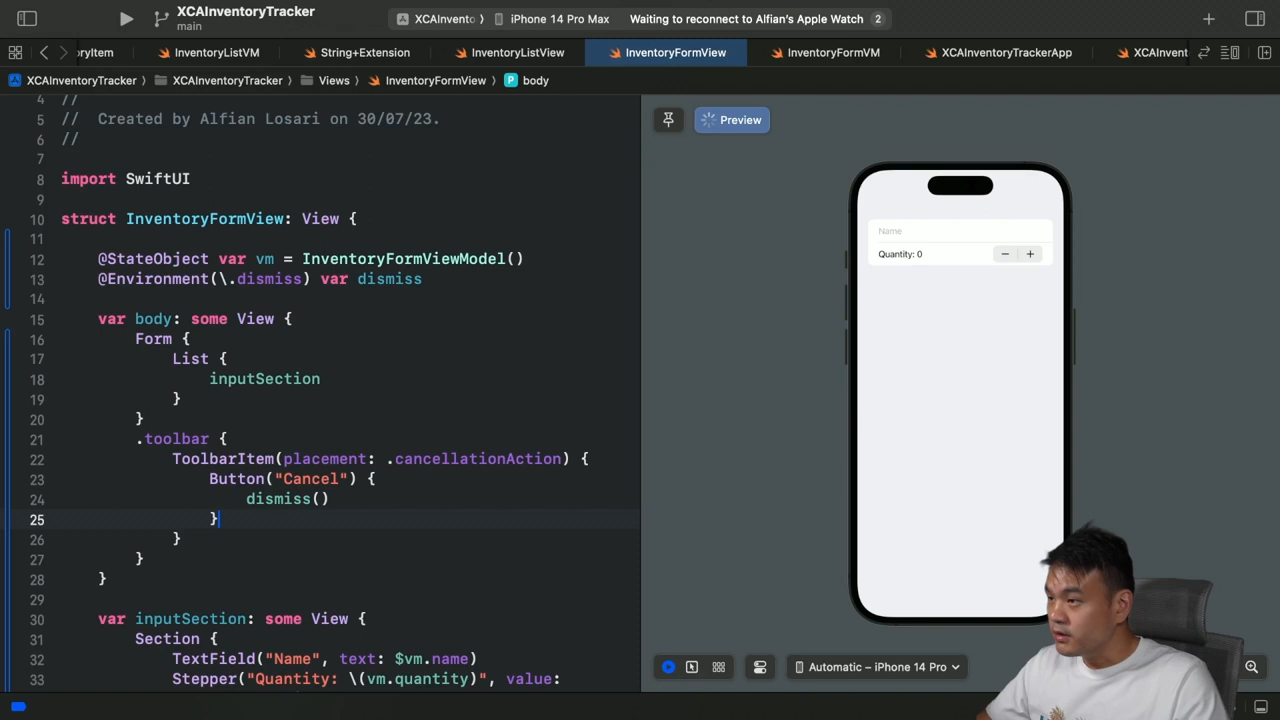 XCAInventoryTracker
main
XCAInvento
iPhone 14 Pro Max
Waiting to reconnect to Alfian's Apple Watch
2
ryItem
InventoryListVM
String+Extension
InventoryListView
InventoryFormView
InventoryFormVM
XCAInventoryTrackerApp
XCAInvent
XCAInventoryTracker
XCAInventoryTracker
Views
InventoryFormView
P
body
4 //
5 //  Created by Alfian Losari on 30/07/23.
6 //
7
8 import SwiftUI
9
10 struct InventoryFormView: View {
11
12     @StateObject var vm = InventoryFormViewModel()
13     @Environment(\.dismiss) var dismiss
14
15     var body: some View {
16         Form {
17             List {
18                 inputSection
19             }
20         }
21         .toolbar {
22             ToolbarItem(placement: .cancellationAction) {
23                 Button("Cancel") {
24                     dismiss()
25                 }
26             }
27         }
28     }
29
30     var inputSection: some View {
31         Section {
32             TextField("Name", text: $vm.name)
33             Stepper("Quantity: \(vm.quantity)", value:
Preview
Name
Quantity: 0
Automatic – iPhone 14 Pro